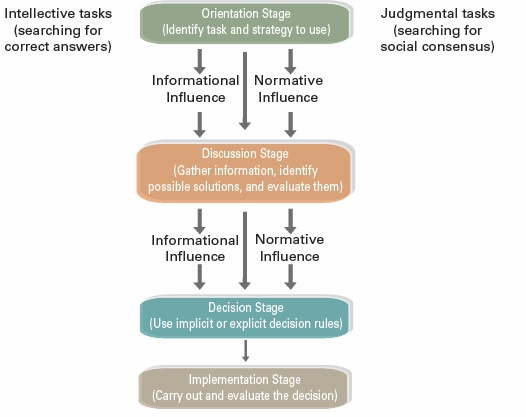 Intellective tasks
(searching for
correct answers)
Orientation Stage
(Identify task and strategy to use)
Judgmental tasks
(searching for
social consensus)
Informational
Influence
Normative
Influence
Discussion Stage
(Gather information, identify
possible solutions, and evaluate them)
Informational
Influence
Normative
Influence
Decision Stage
(Use implicit or explicit decision rules)
Implementation Stage
(Carry out and evaluate the decision)